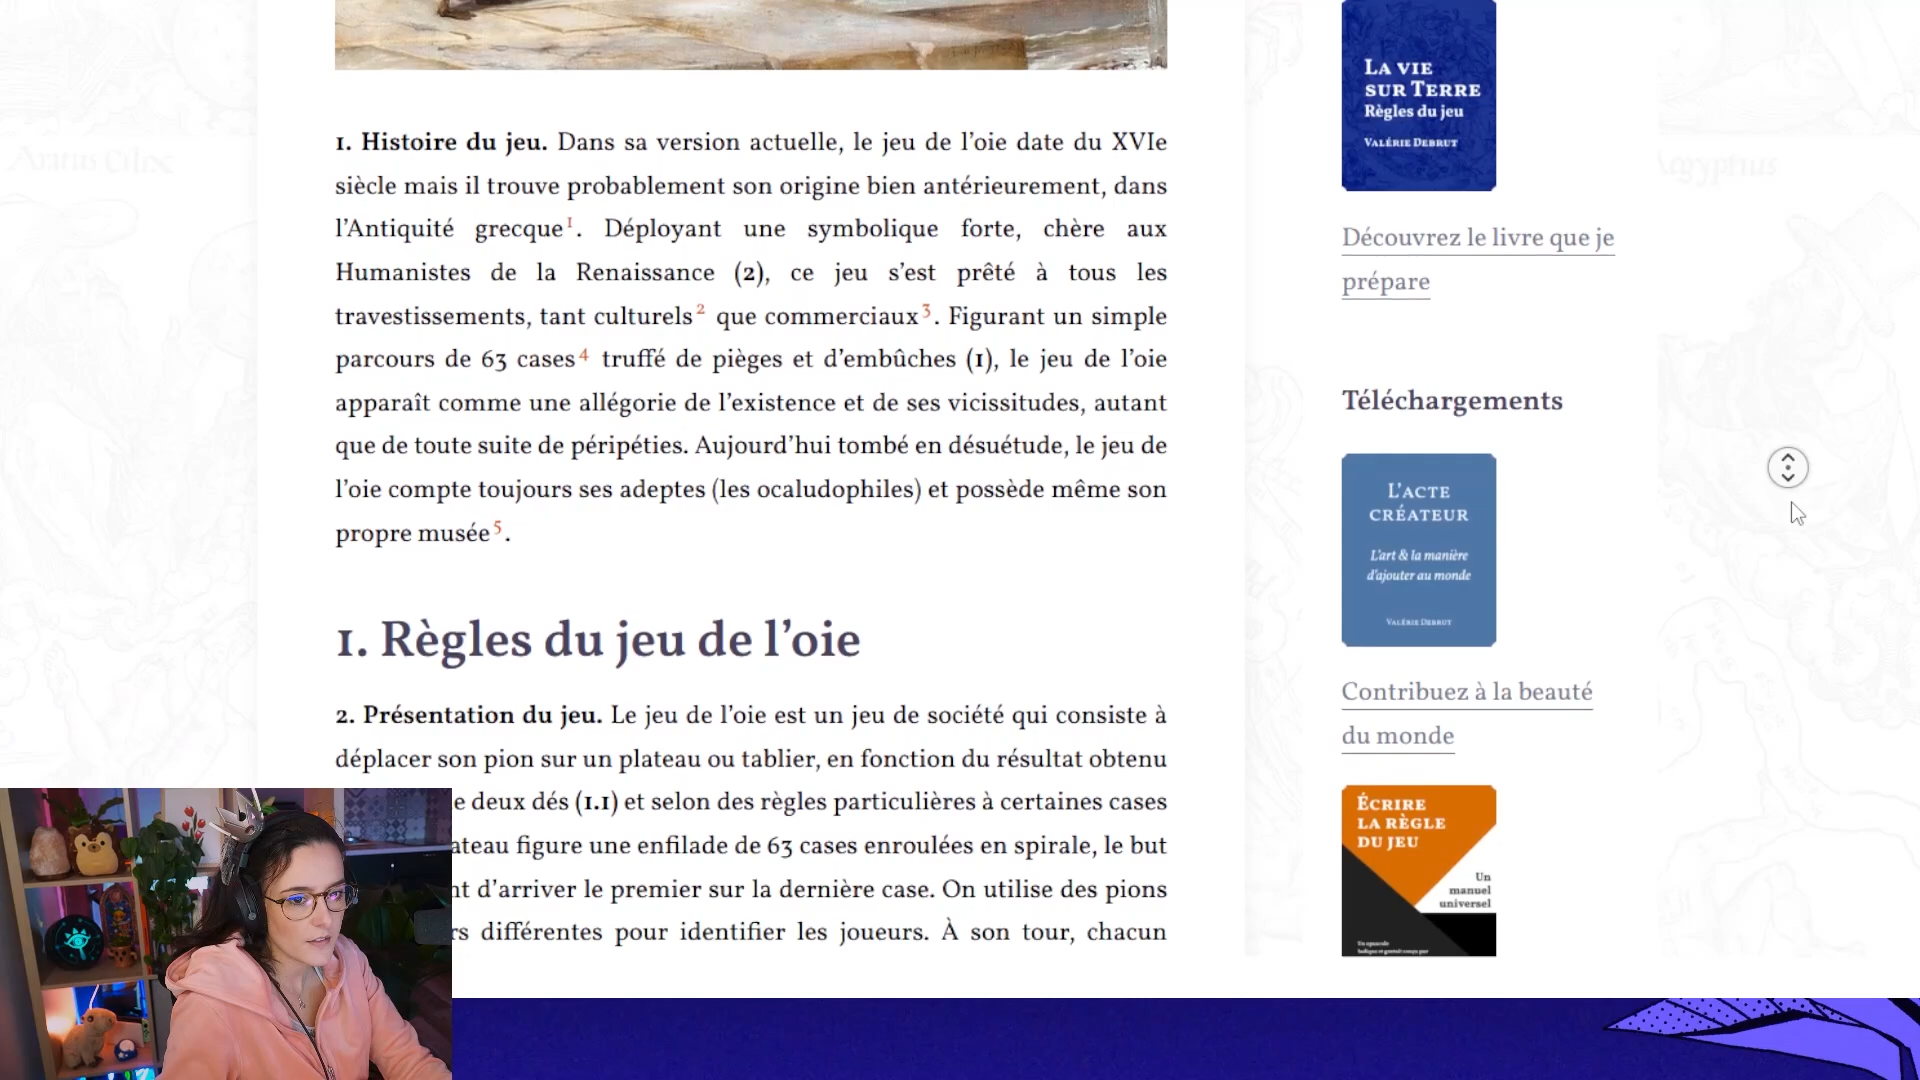 1. Histoire du jeu. Dans sa version actuelle, le jeu de l’oie date du XVIe
siècle mais il trouve probablement son origine bien antérieurement, dans
l’Antiquité grecque1. Déployant une symbolique forte, chère aux
Humanistes de la Renaissance (2), ce jeu s’est prêté à tous les
travestissements, tant culturels2 que commerciaux3. Figurant un simple
parcours de 63 cases4 truffé de pièges et d’embûches (1), le jeu de l’oie
apparaît comme une allégorie de l’existence et de ses vicissitudes, autant
que de toute suite de péripéties. Aujourd’hui tombé en désuétude, le jeu de
l’oie compte toujours ses adeptes (les ocaludophiles) et possède même son
propre musée5.
1. Règles du jeu de l’oie
2. Présentation du jeu. Le jeu de l’oie est un jeu de société qui consiste à
déplacer son pion sur un plateau ou tablier, en fonction du résultat obtenu
e deux dés (1.1) et selon des règles particulières à certaines cases
ateau figure une enfilade de 63 cases enroulées en spirale, le but
nt d’arriver le premier sur la dernière case. On utilise des pions
rs différentes pour identifier les joueurs. À son tour, chacun
La vie
sur Terre
Règles du jeu
Valérie Debrut
Découvrez le livre que je
prépare
Téléchargements
L’acte
créateur
L’art & la manière
d’ajouter au monde
Valérie Debrut
Contribuez à la beauté
du monde
Écrire
la règle
du jeu
Un
manuel
universel
Un opuscule